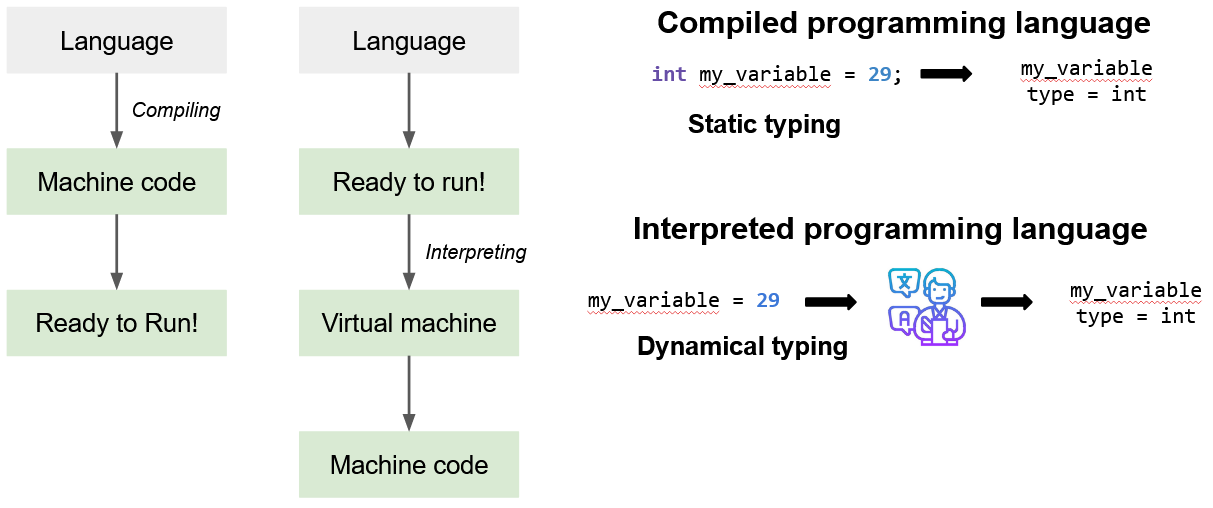 Language
Compiling
Machine code
Ready to Run!
Language
Ready to run!
Interpreting
Virtual machine
Machine code
Compiled programming language
int my_variable = 29;
my_variable
type = int
Static typing
Interpreted programming language
my_variable = 29
文
A
my_variable
type = int
Dynamical typing